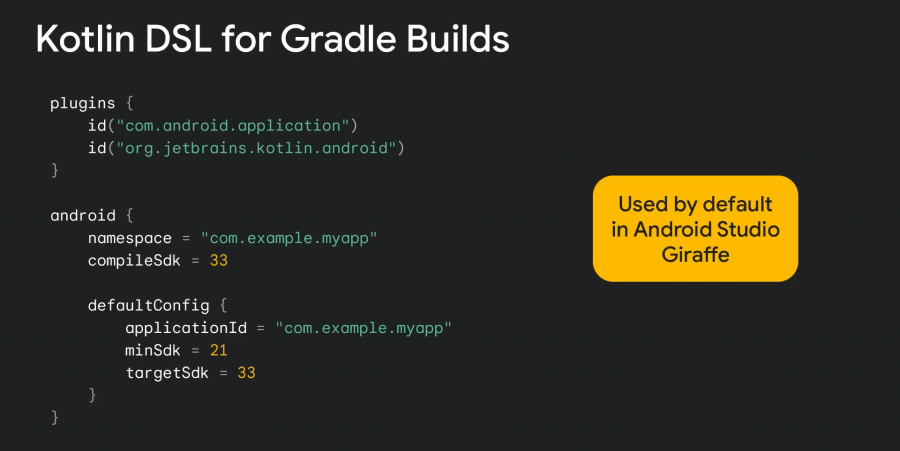 Kotlin DSL for Gradle Builds
plugins {
    id("com.android.application")
    id("org.jetbrains.kotlin.android")
}
android {
    namespace = "com.example.myapp"
    compileSdk = 33
    defaultConfig {
        applicationId = "com.example.myapp"
        minSdk = 21
        targetSdk = 33
    }
}
Used by default
in Android Studio
Giraffe